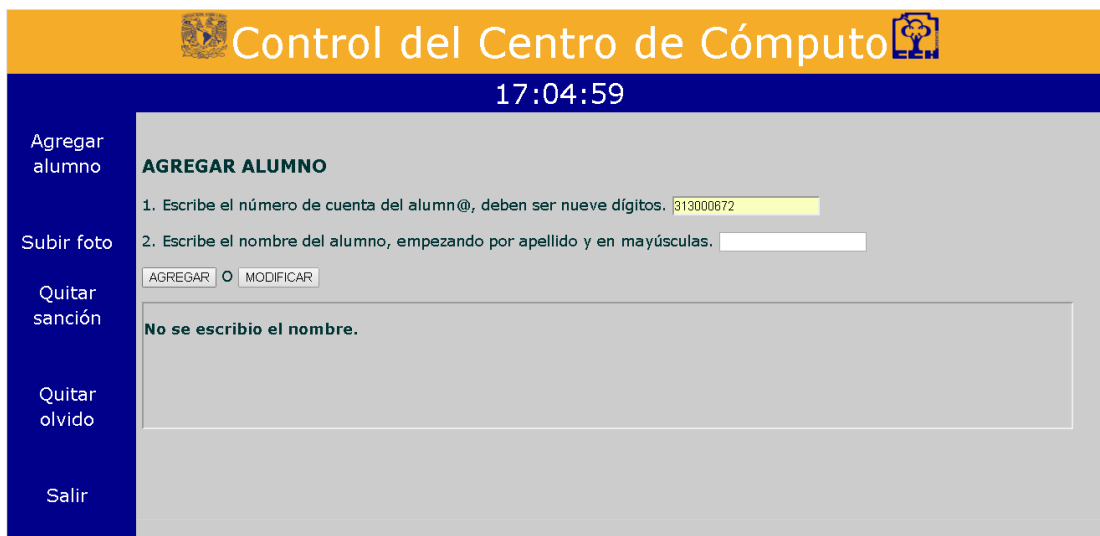 Control del Centro de Cómputo
CCH
17:04:59
Agregar
alumno
Subir foto
Quitar
sanción
Quitar
olvido
Salir
AGREGAR ALUMNO
1. Escribe el número de cuenta del alumn@, deben ser nueve dígitos. 313000672
2. Escribe el nombre del alumno, empezando por apellido y en mayúsculas.
AGREGAR O MODIFICAR
No se escribio el nombre.